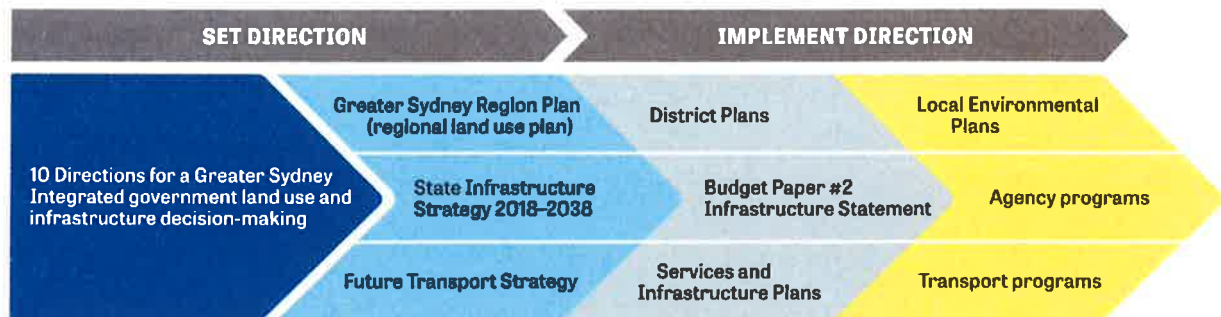 SET DIRECTION
IMPLEMENT DIRECTION
10 Directions for a Greater Sydney
Integrated government land use and
infrastructure decision-making
Greater Sydney Region Plan
(regional land use plan)
District Plans
Local Environmental
Plans
State Infrastructure
Strategy 2018–2038
Budget Paper #2
Infrastructure Statement
Agency programs
Future Transport Strategy
Services and
Infrastructure Plans
Transport programs